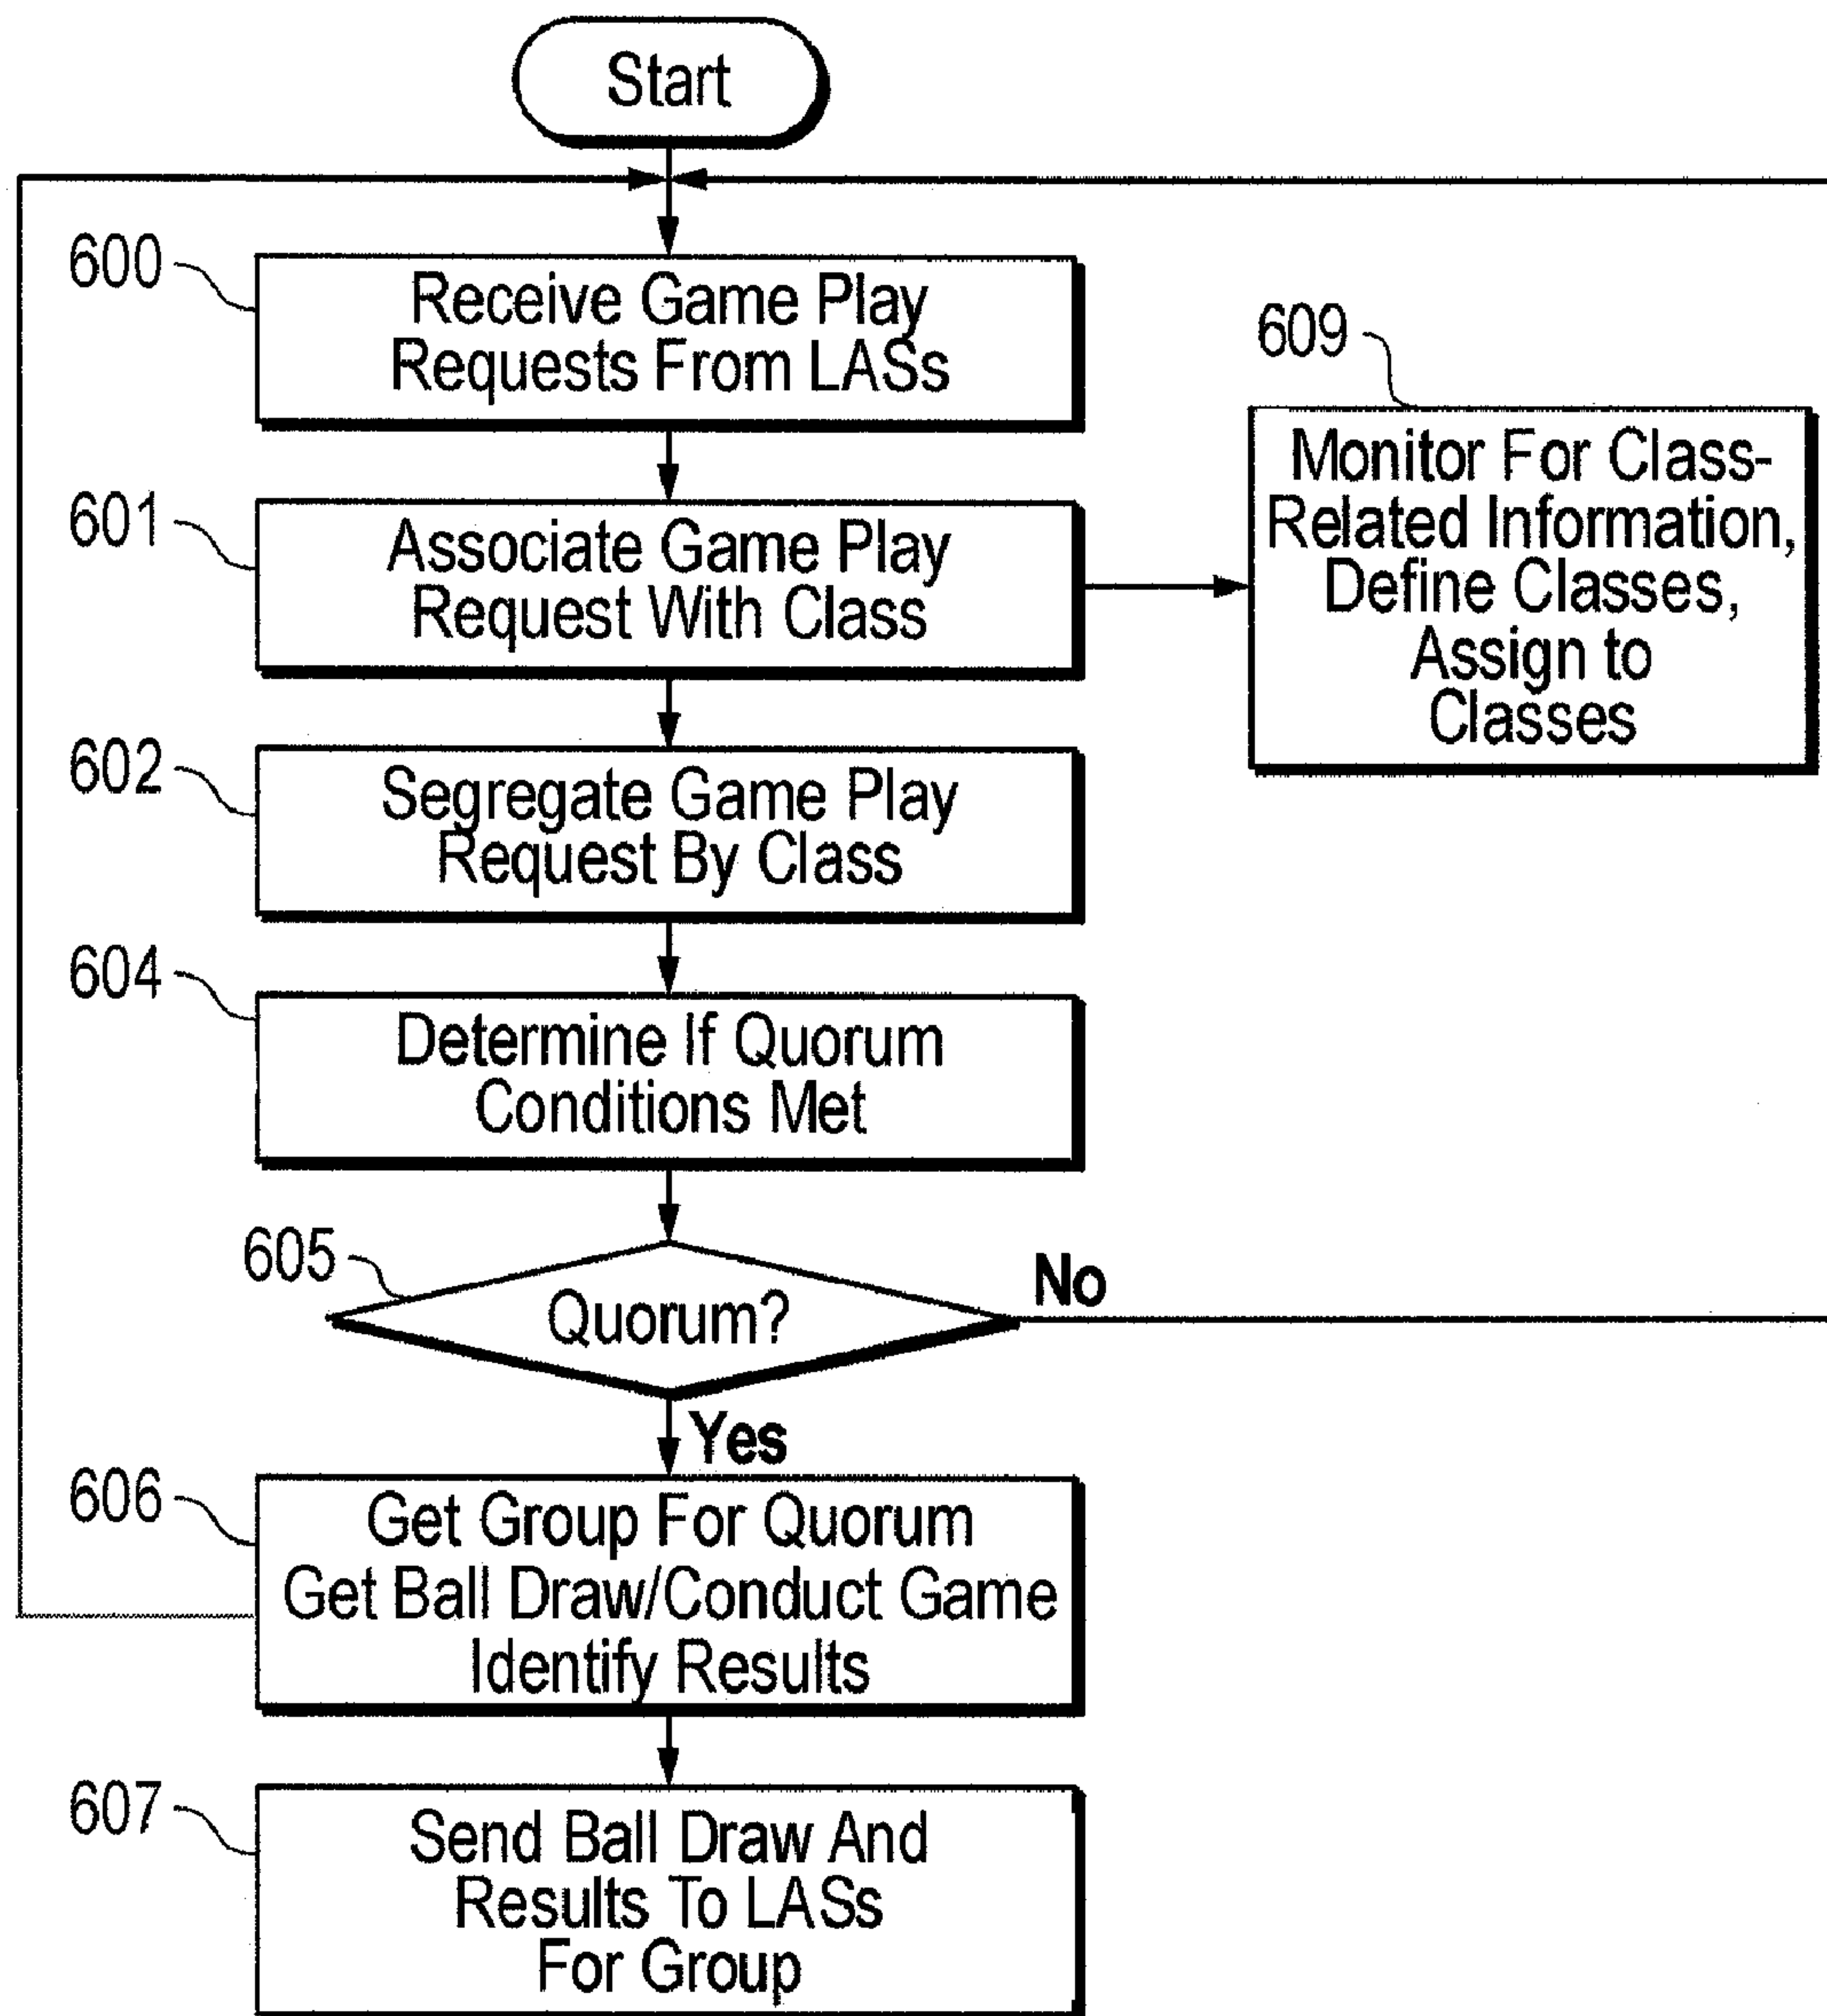 Start
600
Receive Game Play
Requests From LASs
609
Monitor For Class-
Related Information,
Define Classes,
Assign to
Classes
601
Associate Game Play
Request With Class
602
Segregate Game Play
Request By Class
604
Determine If Quorum
Conditions Met
605
Quorum?
No
Yes
606
Get Group For Quorum
Get Ball Draw/Conduct Game
Identify Results
607
Send Ball Draw And
Results To LASs
For Group